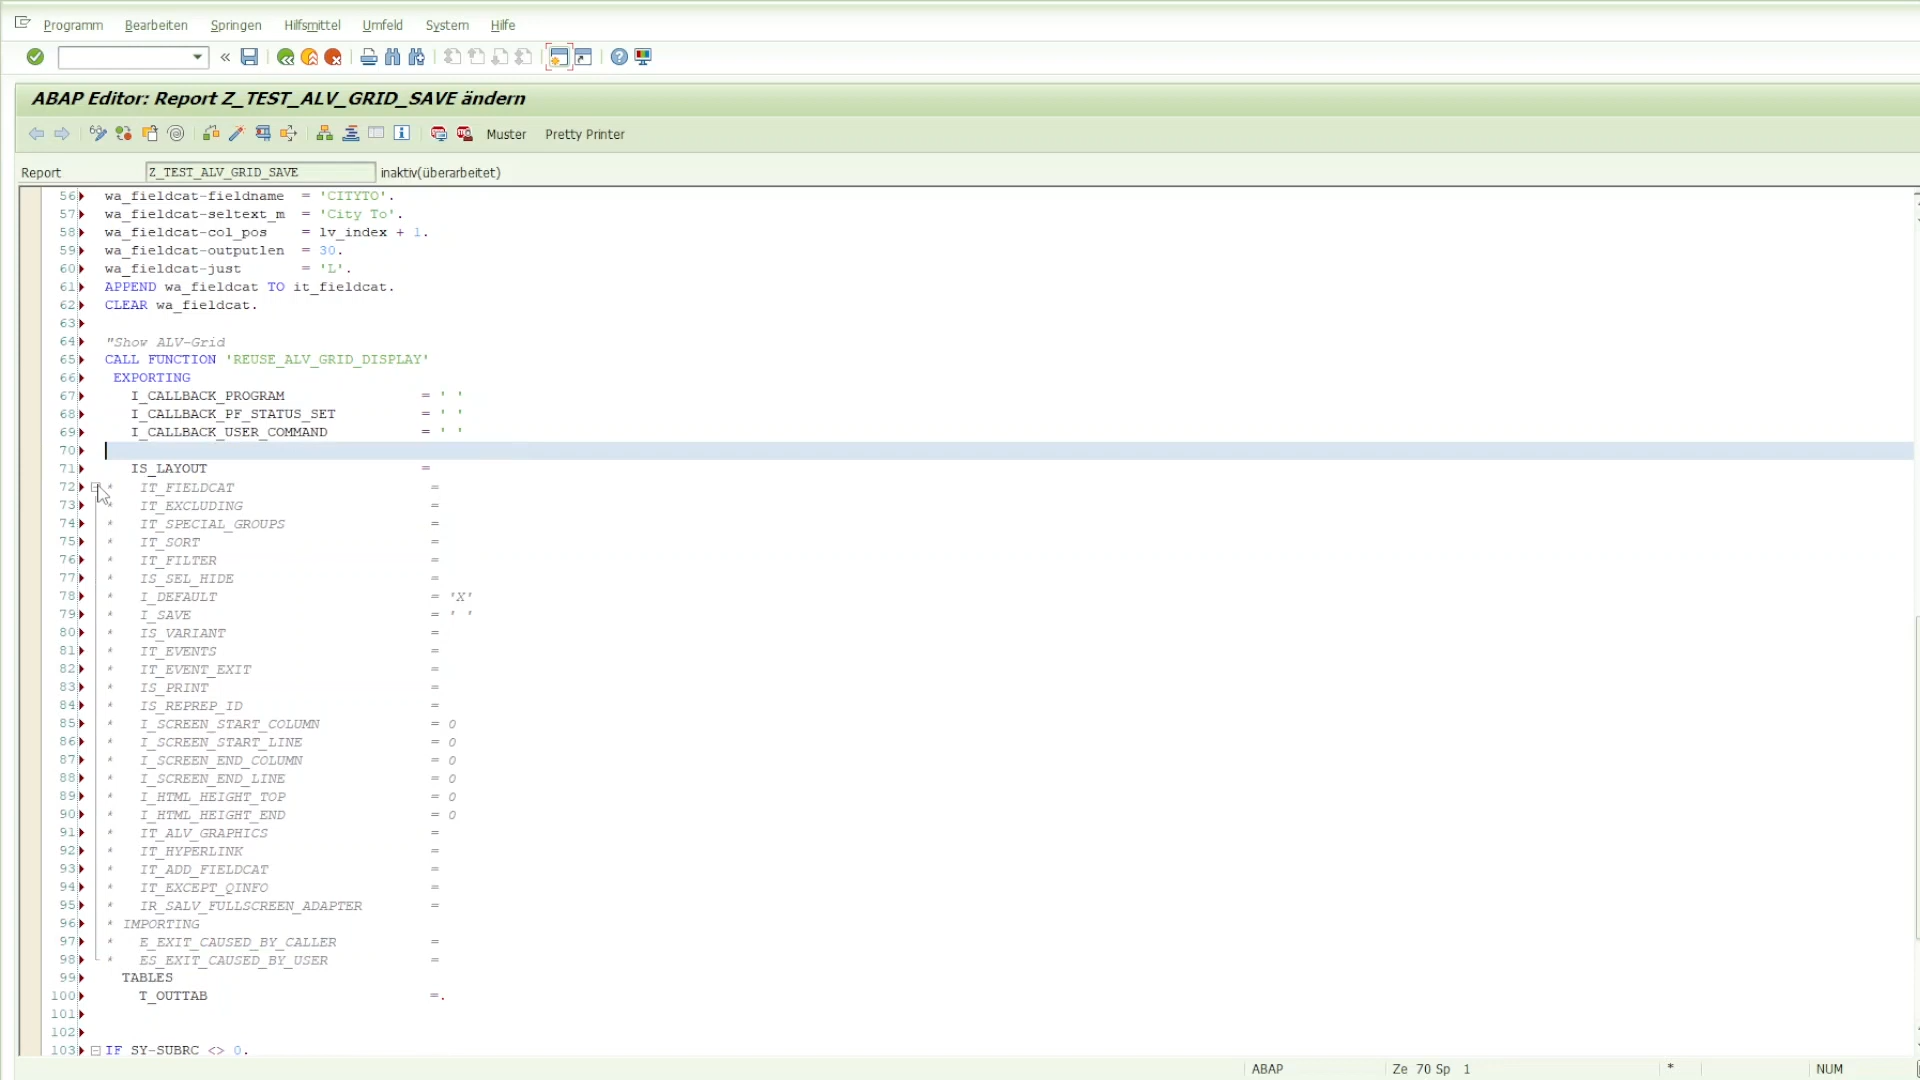 Programm Bearbeiten Springen Hilfsmittel Umfeld System Hilfe
ABAP Editor: Report Z_TEST_ALV_GRID_SAVE ändern
Muster Pretty Printer
Report Z_TEST_ALV_GRID_SAVE inaktiv(überarbeitet)
56 wa_fieldcat-fieldname = 'CITYTO'.
57 wa_fieldcat-seltext_m = 'City To'.
58 wa_fieldcat-col_pos = lv_index + 1.
59 wa_fieldcat-outputlen = 30.
60 wa_fieldcat-just = 'L'.
61 APPEND wa_fieldcat TO it_fieldcat.
62 CLEAR wa_fieldcat.
63
64 "Show ALV-Grid
65 CALL FUNCTION 'REUSE_ALV_GRID_DISPLAY'
66 EXPORTING
67 I_CALLBACK_PROGRAM = ' '
68 I_CALLBACK_PF_STATUS_SET = ' '
69 I_CALLBACK_USER_COMMAND = ' '
70
71 IS_LAYOUT =
72 * IT_FIELDCAT =
73 * IT_EXCLUDING =
74 * IT_SPECIAL_GROUPS =
75 * IT_SORT =
76 * IT_FILTER =
77 * IS_SEL_HIDE =
78 * I_DEFAULT = 'X'
79 * I_SAVE = ' '
80 * IS_VARIANT =
81 * IT_EVENTS =
82 * IT_EVENT_EXIT =
83 * IS_PRINT =
84 * IS_REPREP_ID =
85 * I_SCREEN_START_COLUMN = 0
86 * I_SCREEN_START_LINE = 0
87 * I_SCREEN_END_COLUMN = 0
88 * I_SCREEN_END_LINE = 0
89 * I_HTML_HEIGHT_TOP = 0
90 * I_HTML_HEIGHT_END = 0
91 * IT_ALV_GRAPHICS =
92 * IT_HYPERLINK =
93 * IT_ADD_FIELDCAT =
94 * IT_EXCEPT_QINFO =
95 * IR_SALV_FULLSCREEN_ADAPTER =
96 * IMPORTING
97 * E_EXIT_CAUSED_BY_CALLER =
98 * ES_EXIT_CAUSED_BY_USER =
99 TABLES
100 T_OUTTAB =.
101
102
103 IF SY-SUBRC <> 0.
ABAP Ze 70 Sp 1 * NUM